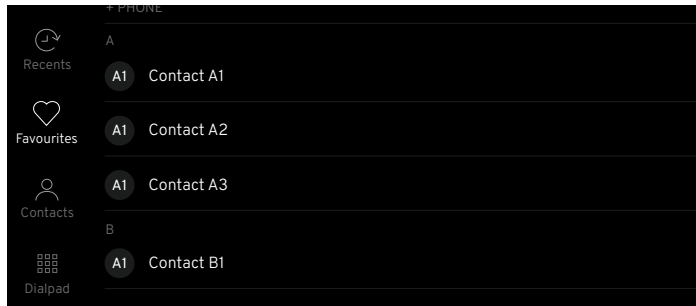 + PHONE
Recents
Favourites
Contacts
Dialpad
A
A1 Contact A1
A1 Contact A2
A1 Contact A3
B
A1 Contact B1